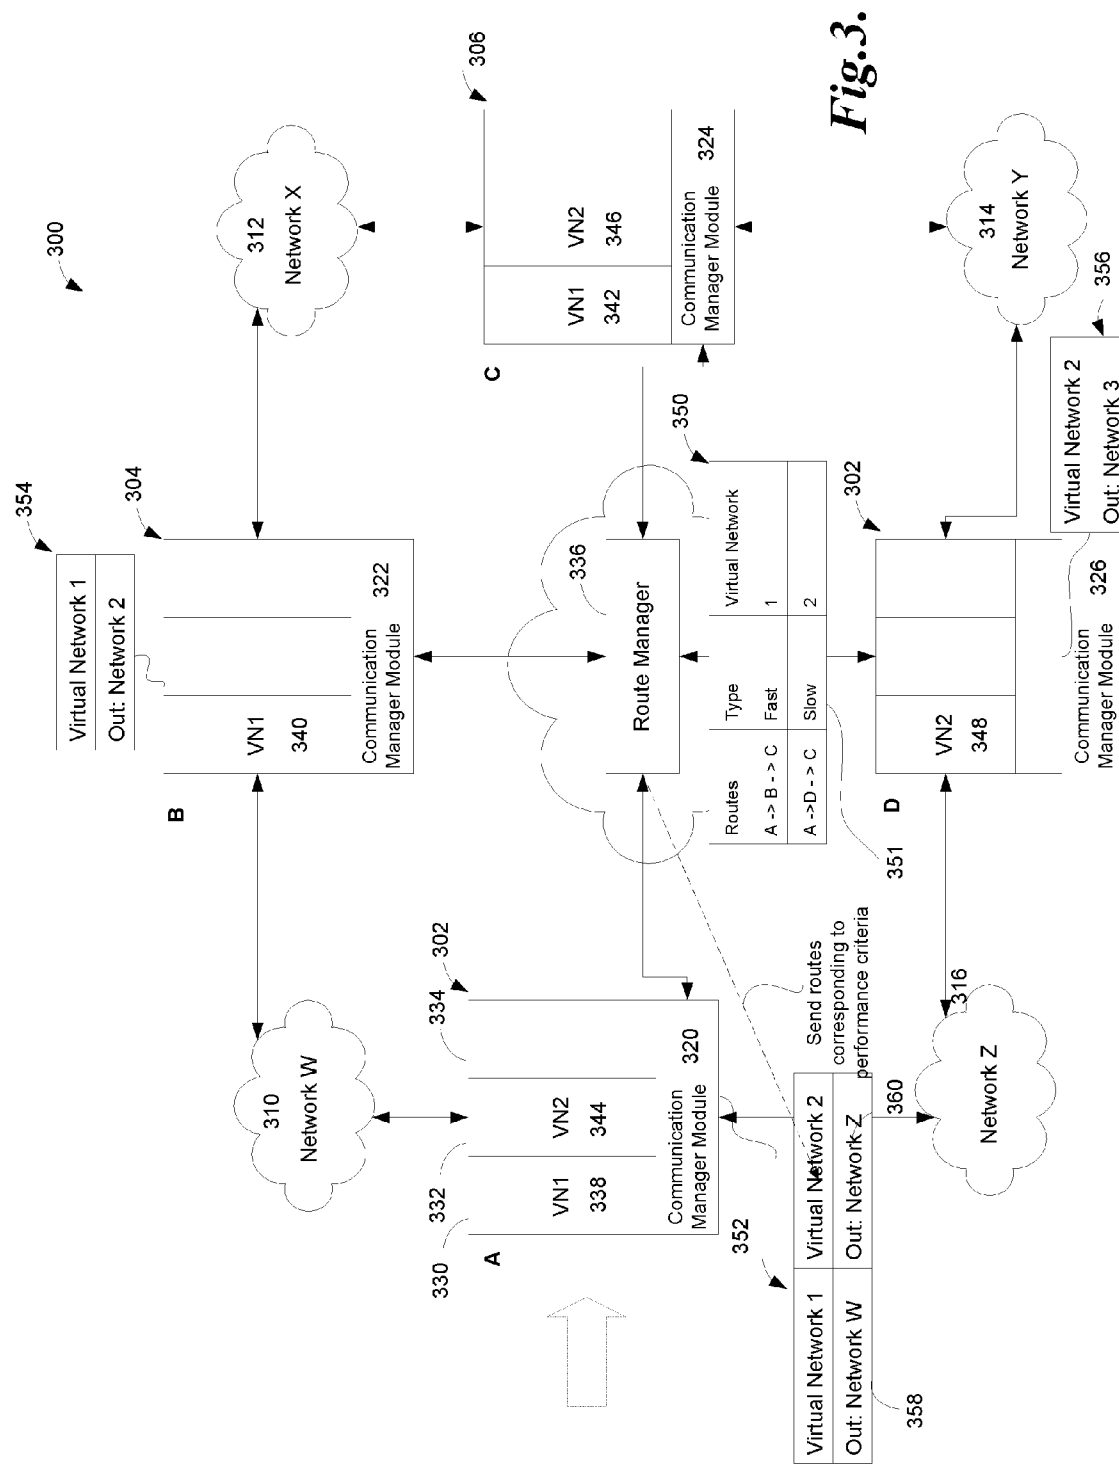 300
354
Virtual Network 1
Out: Network 2
304
B
VN1
340
Communication
Manager Module
322
310
Network W
312
Network X
330
332
334
302
A
VN1
338
VN2
344
Communication
Manager Module
320
336
Route Manager
350
Routes
Type
Virtual Network
A -> B - -> C
Fast
1
A ->D - -> C
Slow
2
351
306
C
VN1
342
VN2
346
Communication
Manager Module
324
352
Virtual Network 1
Virtual Network 2
Out: Network W
Out: Network Z
358
360
Send routes
corresponding to
performance criteria
316
Network Z
302
D
VN2
348
Communication
Manager Module
326
314
Network Y
356
Virtual Network 2
Out: Network 3
Fig.3.